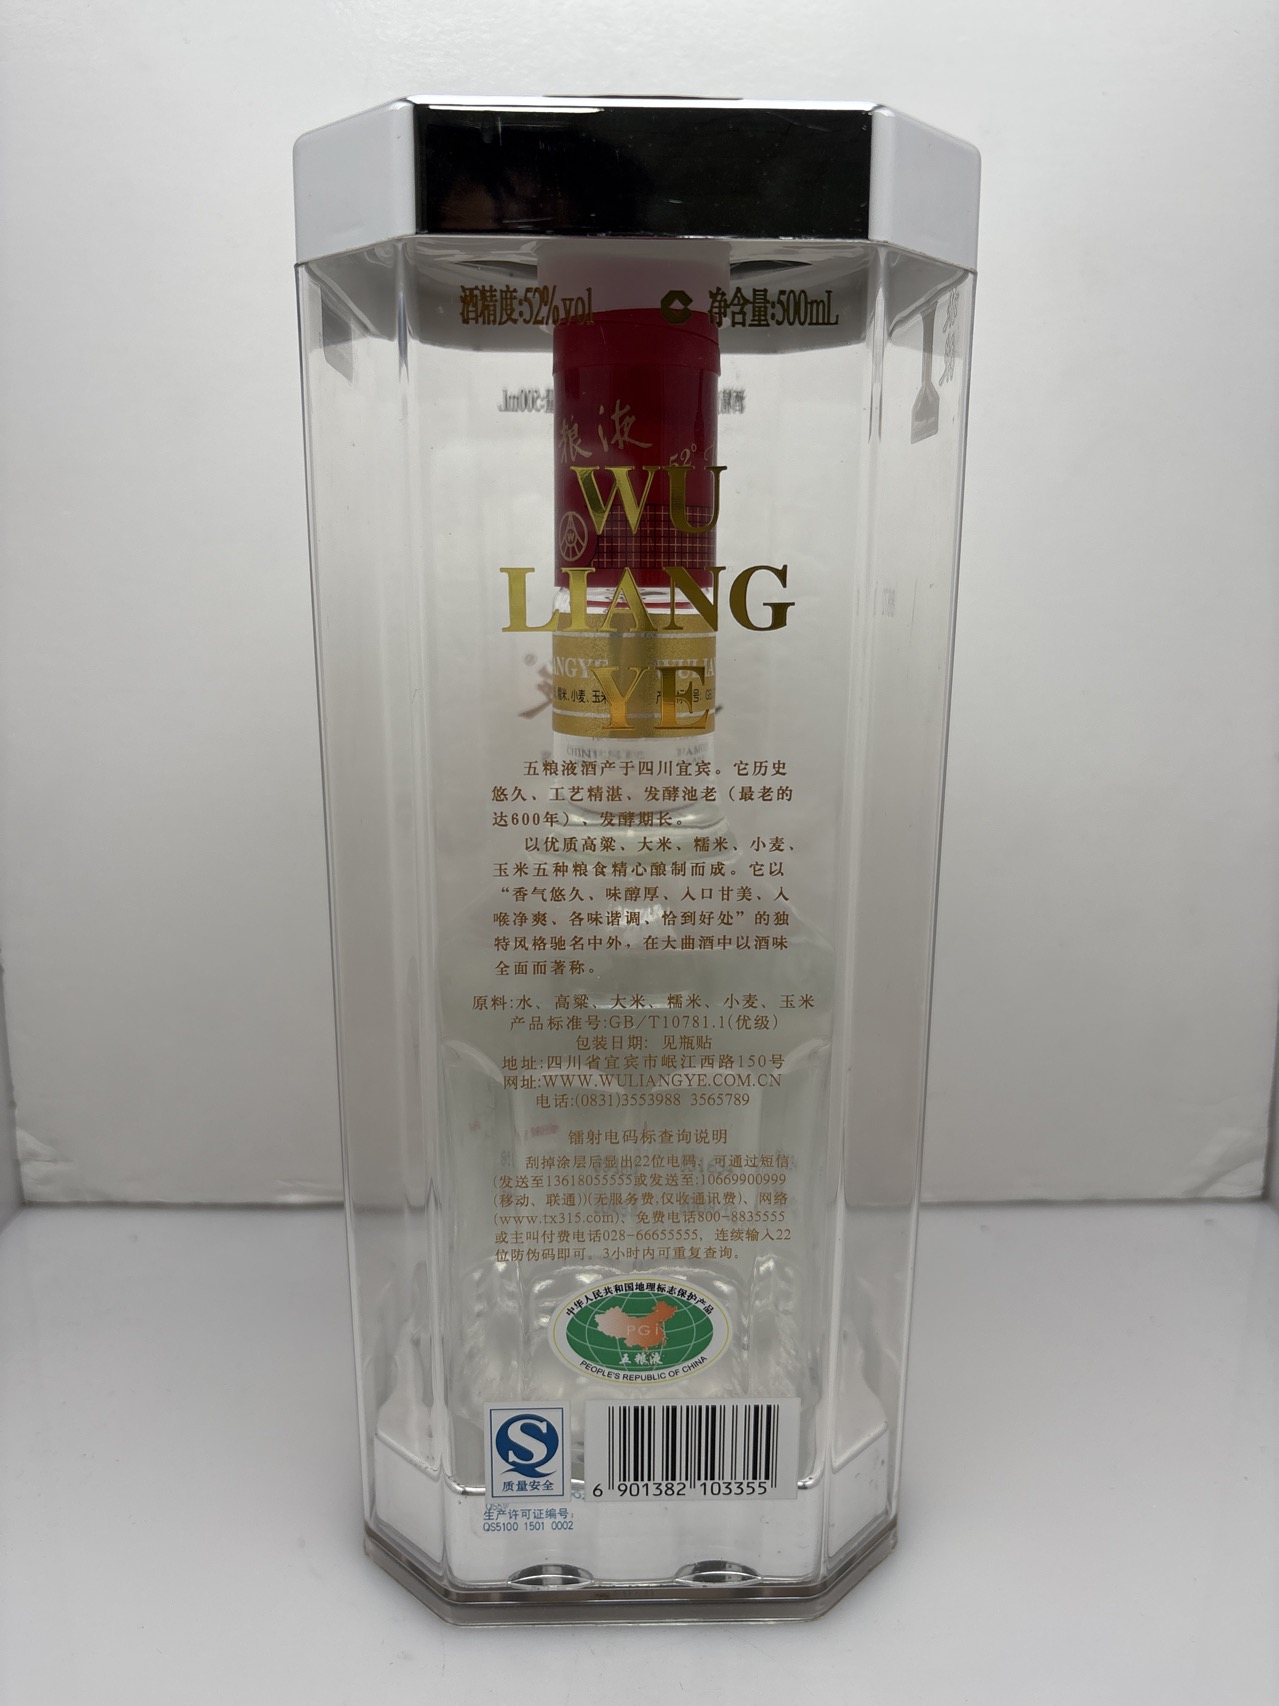 酒精度:52%vol 净含量:500mL
粮液
52°
WU
LIANG
YE
五粮液酒产于四川宜宾。它历史
悠久、工艺精湛、发酵池老（最老的
达600年）、发酵期长。
以优质高粱、大米、糯米、小麦、
玉米五种粮食精心酿制而成。它以
“香气悠久、味醇厚、入口甘美、入
喉净爽、各味谐调、恰到好处”的独
特风格驰名中外，在大曲酒中以酒味
全面而著称。
原料:水、高粱、大米、糯米、小麦、玉米
产品标准号:GB/T10781.1(优级)
包装日期: 见瓶贴
地址:四川省宜宾市岷江西路150号
网址:WWW.WULIANGYE.COM.CN
电话:(0831)3553988 3565789
镭射电码标查询说明
刮掉涂层后显出22位电码，可通过短信
(发送至13618055555或发送至:10669900999
(移动、联通))(无服务费,仅收通讯费)、网络
(www.tx315.com)、免费电话800-8835555
或主叫付费电话028-66655555，连续输入22
位防伪码即可。3小时内可重复查询。
中华人民共和国地理标志保护产品
PGi
五粮液
PEOPLE'S REPUBLIC OF CHINA
质量安全
6 901382 103355
生产许可证编号:
QS5100 1501 0002